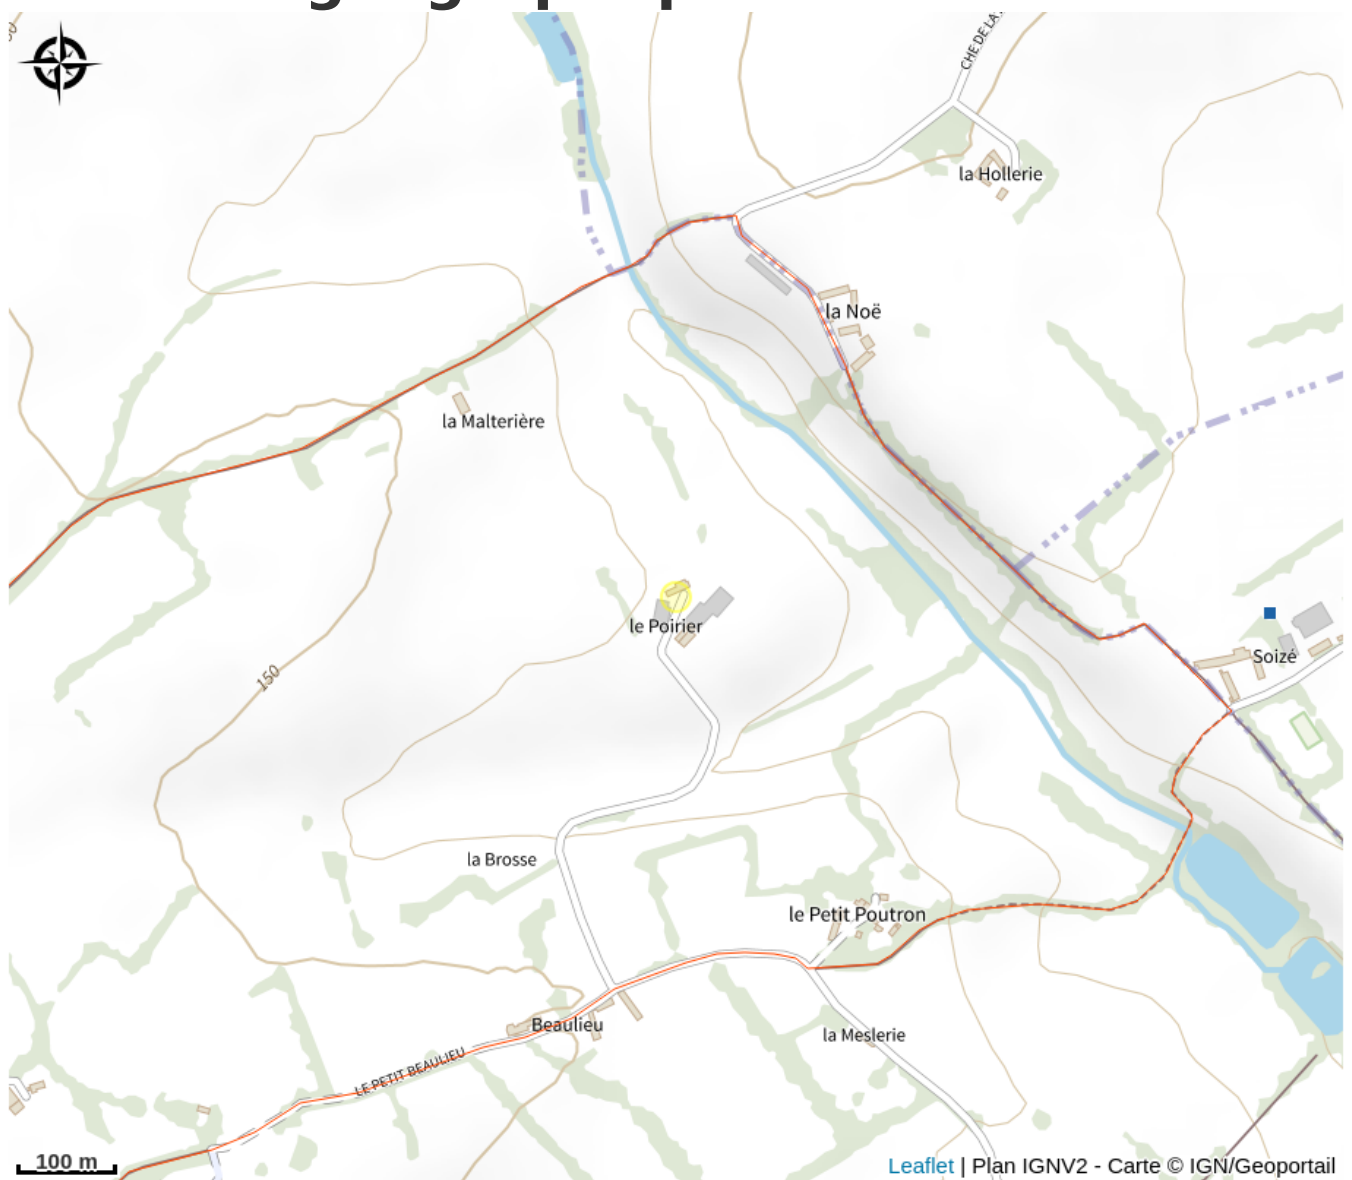 CHE DE LA
la Hollerie
la Noë
la Malterière
le Poirier
Soizé
150
la Brosse
le Petit Poutron
Beaulieu
la Meslerie
LE PETIT BEAULIEU
100 m
Leaflet | Plan IGNV2 - Carte © IGN/Geoportail